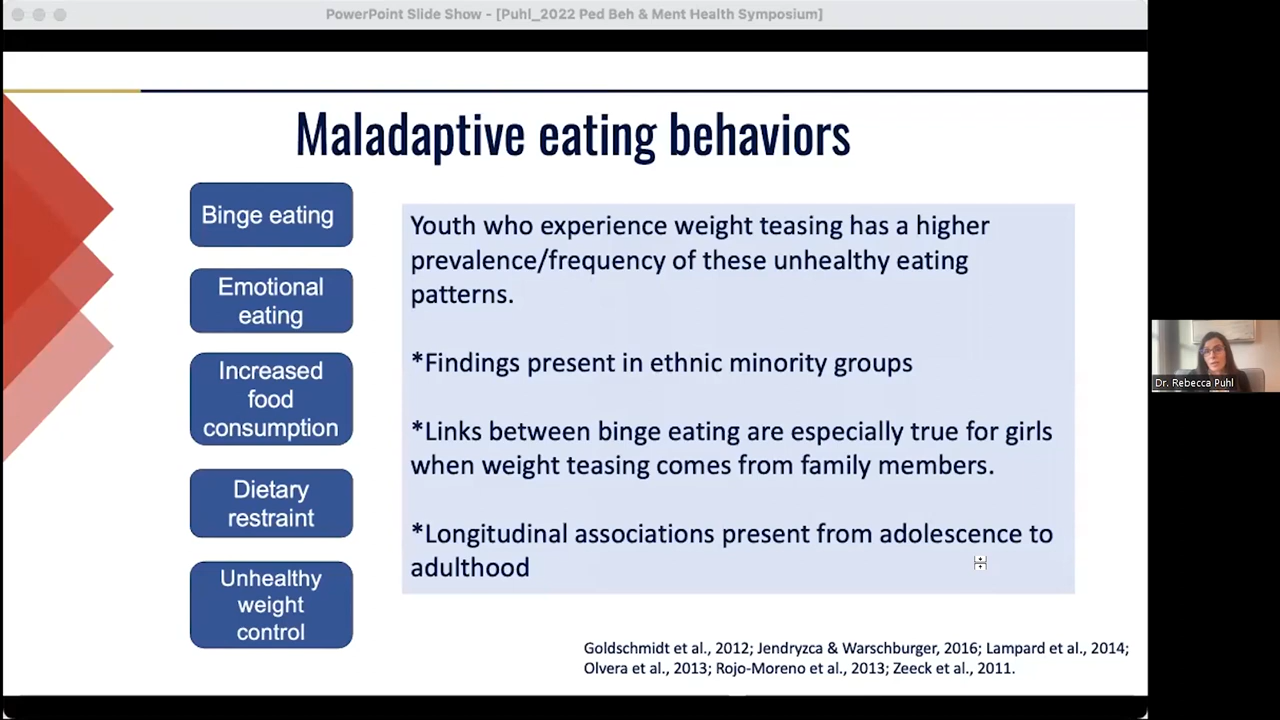 PowerPoint Slide Show - [Puhl_2022 Ped Beh & Ment Health Symposium]
Maladaptive eating behaviors
Binge eating
Emotional
eating
Increased
food
consumption
Dietary
restraint
Unhealthy
weight
control
Youth who experience weight teasing has a higher
prevalence/frequency of these unhealthy eating
patterns.
*Findings present in ethnic minority groups
*Links between binge eating are especially true for girls
when weight teasing comes from family members.
*Longitudinal associations present from adolescence to
adulthood
Goldschmidt et al., 2012; Jendryzca & Warschburger, 2016; Lampard et al., 2014;
Olvera et al., 2013; Rojo-Moreno et al., 2013; Zeeck et al., 2011.
Dr. Rebecca Puhl